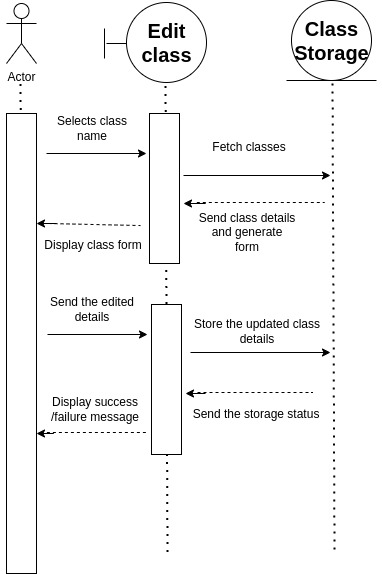 Edit
class
Class
Storage
Actor
Selects class
name
Fetch classes
Send class details
and generate
form
Display class form
Send the edited
details
Store the updated class
details
Display success
/failure message
Send the storage status